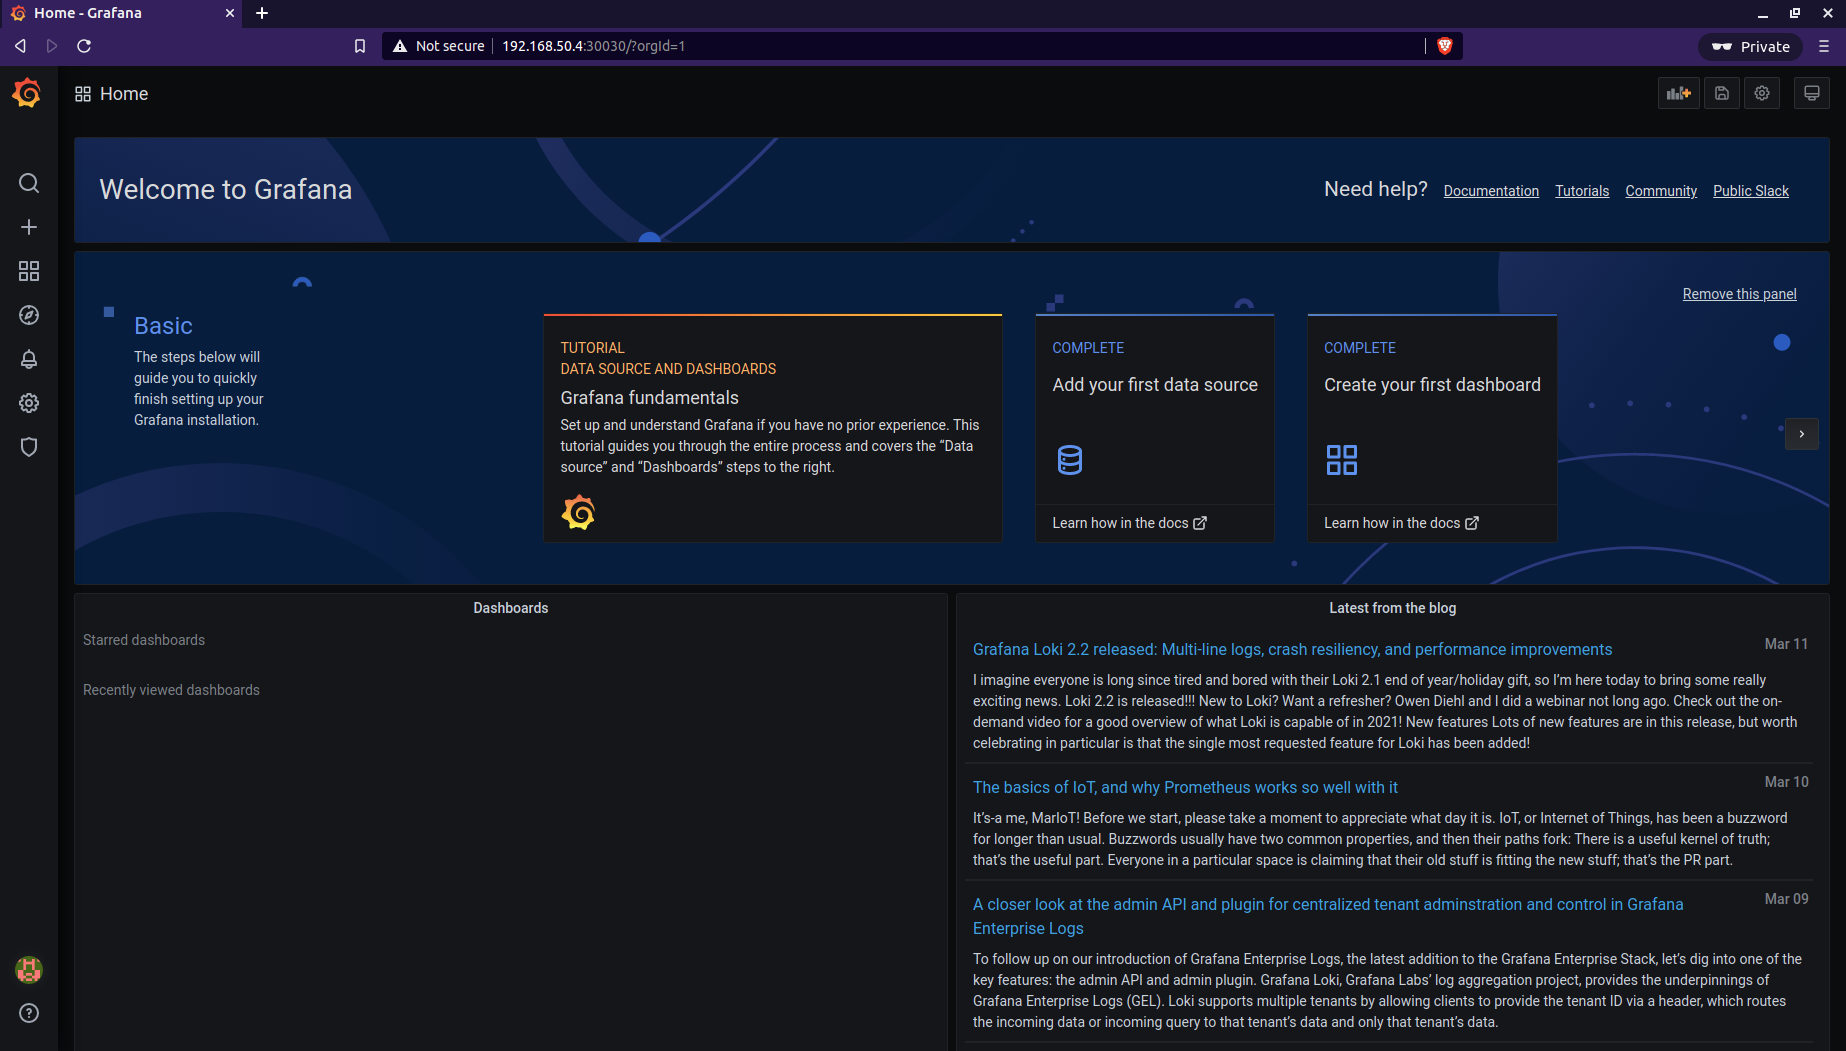 Home - Grafana
Not secure
192.168.50.4:30030/?orgId=1
Private
Home
Welcome to Grafana
Need help?
Documentation
Tutorials
Community
Public Slack
Remove this panel
Basic
The steps below will
guide you to quickly
finish setting up your
Grafana installation.
TUTORIAL
DATA SOURCE AND DASHBOARDS
Grafana fundamentals
Set up and understand Grafana if you have no prior experience. This
tutorial guides you through the entire process and covers the “Data
source” and “Dashboards” steps to the right.
COMPLETE
Add your first data source
Learn how in the docs
COMPLETE
Create your first dashboard
Learn how in the docs
Dashboards
Starred dashboards
Recently viewed dashboards
Latest from the blog
Grafana Loki 2.2 released: Multi-line logs, crash resiliency, and performance improvements
Mar 11
I imagine everyone is long since tired and bored with their Loki 2.1 end of year/holiday gift, so I’m here today to bring some really
exciting news. Loki 2.2 is released!!! New to Loki? Want a refresher? Owen Diehl and I did a webinar not long ago. Check out the on-
demand video for a good overview of what Loki is capable of in 2021! New features Lots of new features are in this release, but worth
celebrating in particular is that the single most requested feature for Loki has been added!
The basics of IoT, and why Prometheus works so well with it
Mar 10
It’s-a me, MarIoT! Before we start, please take a moment to appreciate what day it is. IoT, or Internet of Things, has been a buzzword
for longer than usual. Buzzwords usually have two common properties, and then their paths fork: There is a useful kernel of truth;
that’s the useful part. Everyone in a particular space is claiming that their old stuff is fitting the new stuff; that’s the PR part.
A closer look at the admin API and plugin for centralized tenant adminstration and control in Grafana
Enterprise Logs
Mar 09
To follow up on our introduction of Grafana Enterprise Logs, the latest addition to the Grafana Enterprise Stack, let’s dig into one of the
key features: the admin API and admin plugin. Grafana Loki, Grafana Labs’ log aggregation project, provides the underpinnings of
Grafana Enterprise Logs (GEL). Loki supports multiple tenants by allowing clients to provide the tenant ID via a header, which routes
the incoming data or incoming query to that tenant’s data and only that tenant’s data.